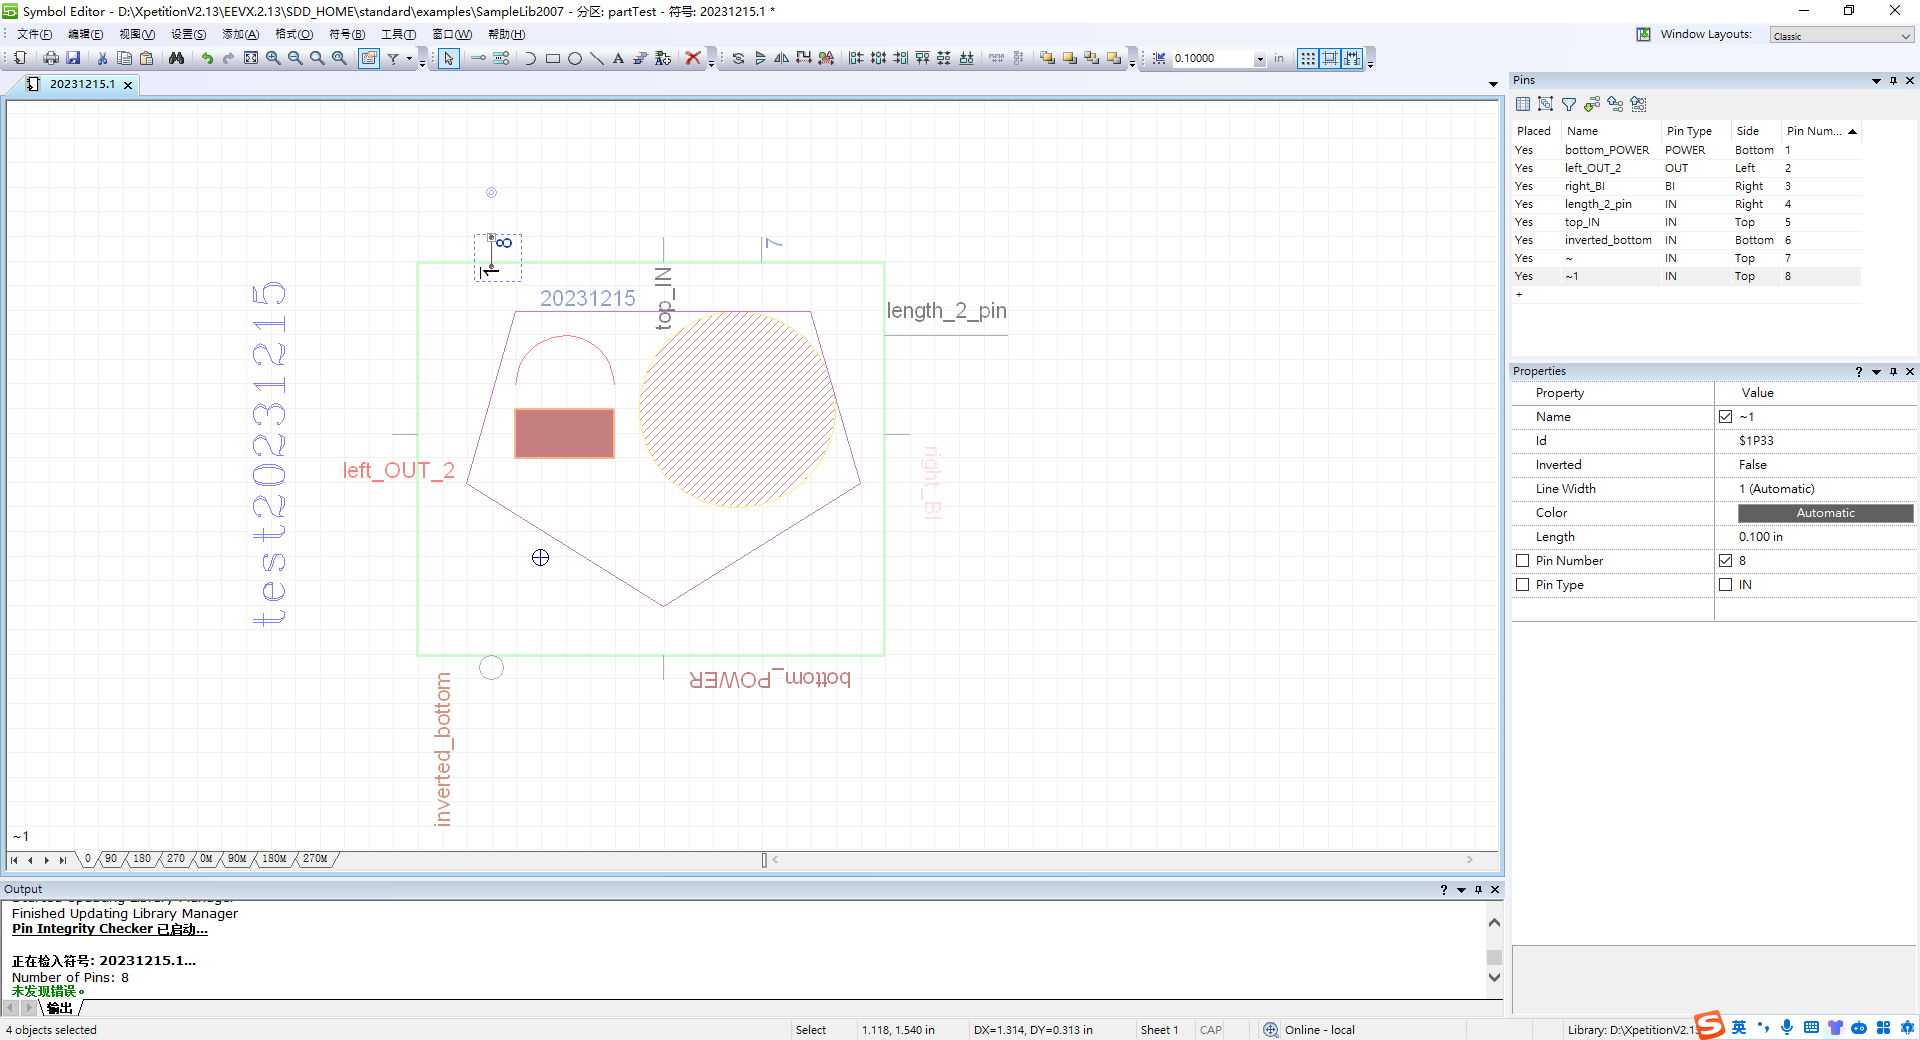 Symbol Editor - D:\XpetitionV2.13\EEVX.2.13\SDD_HOME\standard\examples\SampleLib2007 - 分区: partTest - 符号: 20231215.1 *
文件(F) 编辑(E) 视图(V) 设置(S) 添加(A) 格式(O) 符号(B) 工具(T) 窗口(W) 帮助(H)
Window Layouts: Classic
0.10000 in
20231215.1
Pins
Placed Name Pin Type Side Pin Num...
Yes bottom_POWER POWER Bottom 1
Yes left_OUT_2 OUT Left 2
Yes right_BI BI Right 3
Yes length_2_pin IN Right 4
Yes top_IN IN Top 5
Yes inverted_bottom IN Bottom 6
Yes ~ IN Top 7
Yes ~1 IN Top 8
+
8
1
7
top_IN
20231215
length_2_pin
test20231215
left_OUT_2
right_BI
bottom_POWER
inverted_bottom
~1
0 90 180 270 0M 90M 180M 270M
Properties
Property Value
Name ~1
Id $1P33
Inverted False
Line Width 1 (Automatic)
Color Automatic
Length 0.100 in
Pin Number 8
Pin Type IN
Output
Started Updating Library Manager
Finished Updating Library Manager
Pin Integrity Checker 已启动...
正在检入符号: 20231215.1...
Number of Pins: 8
未发现错误。
输出
4 objects selected Select 1.118, 1.540 in DX=1.314, DY=0.313 in Sheet 1 CAP Online - local Library: D:\XpetitionV2.13
英